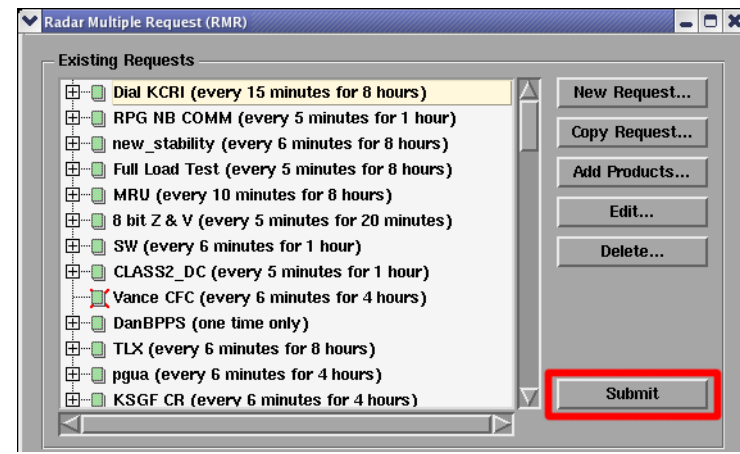 Radar Multiple Request (RMR)
Existing Requests
Dial KCRI (every 15 minutes for 8 hours)
RPG NB COMM (every 5 minutes for 1 hour)
new_stability (every 6 minutes for 8 hours)
Full Load Test (every 5 minutes for 8 hours)
MRU (every 10 minutes for 8 hours)
8 bit Z & V (every 5 minutes for 20 minutes)
SW (every 6 minutes for 1 hour)
CLASS2_DC (every 5 minutes for 1 hour)
Vance CFC (every 6 minutes for 4 hours)
DanBPPS (one time only)
TLX (every 6 minutes for 8 hours)
pgua (every 6 minutes for 4 hours)
KSGF CR (every 6 minutes for 4 hours)
New Request...
Copy Request...
Add Products...
Edit...
Delete...
Submit